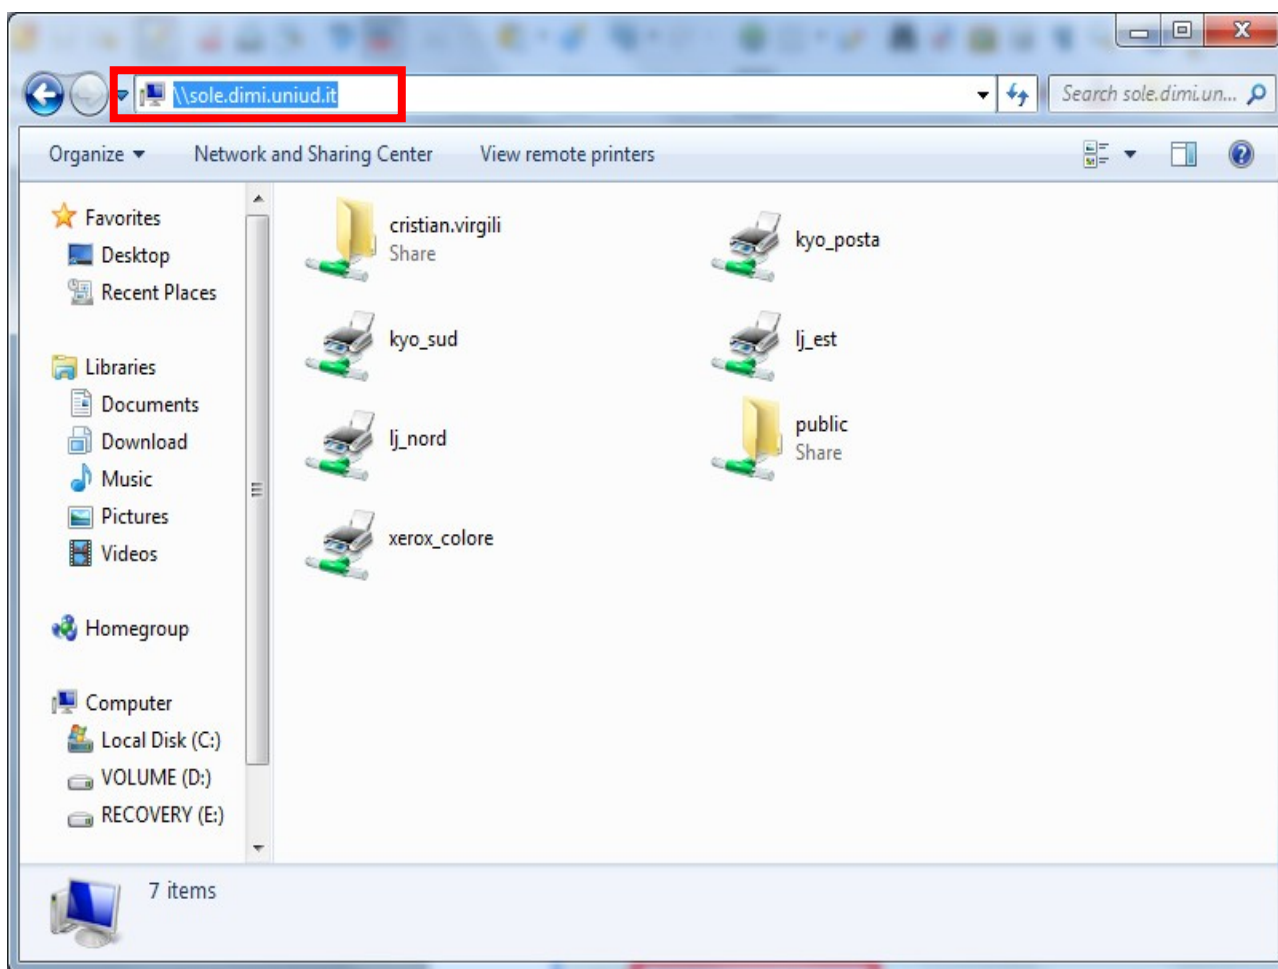 \\sole.dimi.uniud.it
Search sole.dimi.un...
Organize
Network and Sharing Center
View remote printers
Favorites
Desktop
Recent Places
Libraries
Documents
Download
Music
Pictures
Videos
Homegroup
Computer
Local Disk (C:)
VOLUME (D:)
RECOVERY (E:)
cristian.virgili
Share
kyo_posta
kyo_sud
lj_est
lj_nord
public
Share
xerox_colore
7 items